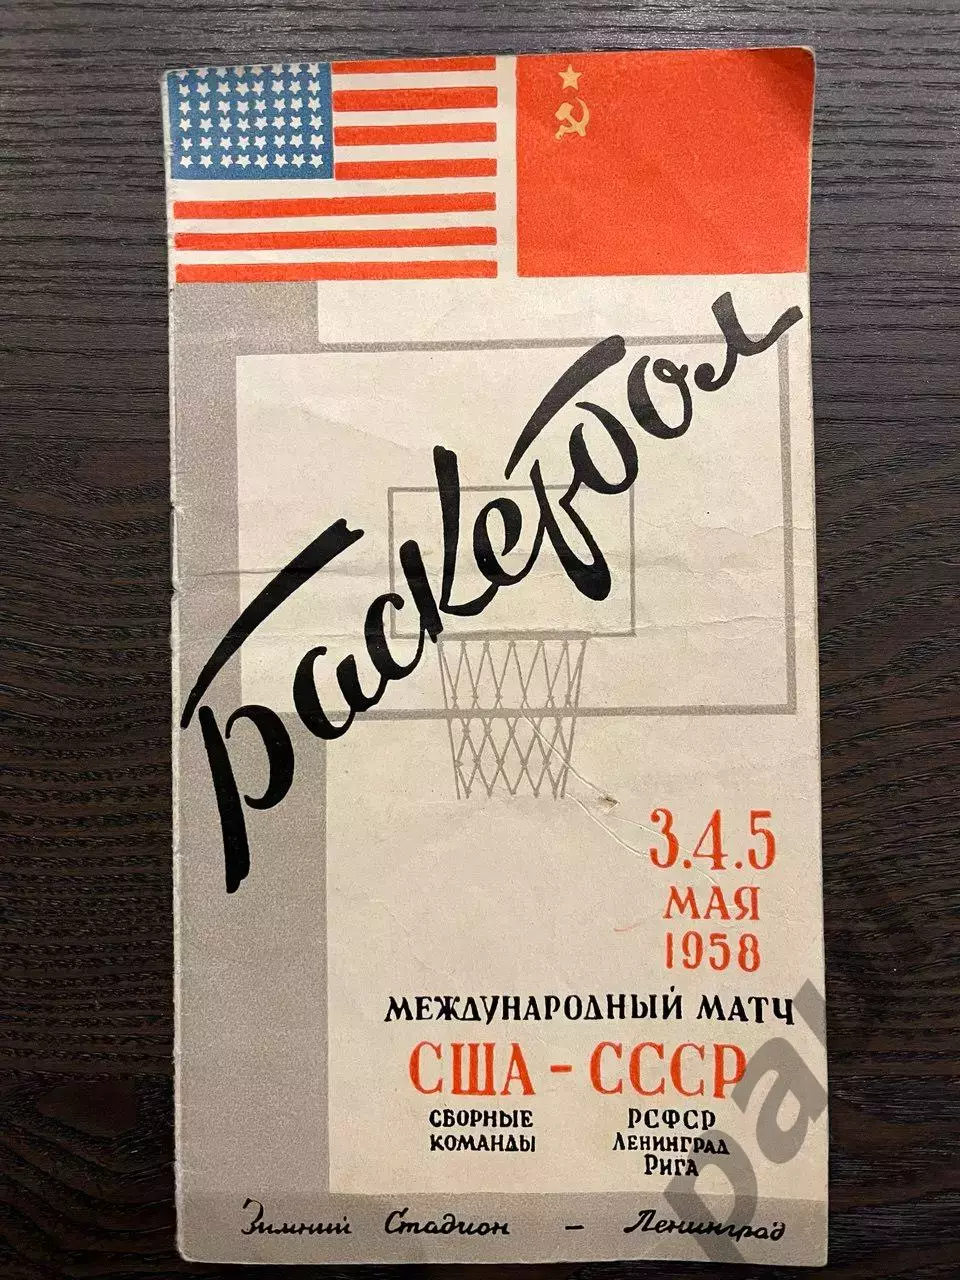 Баскетбол
3.4.5
МАЯ
1958
МЕЖДУНАРОДНЫЙ МАТЧ
США - СССР
СБОРНЫЕ РСФСР
КОМАНДЫ ЛЕНИНГРАД
РИГА
Зимний Стадион - Ленинград